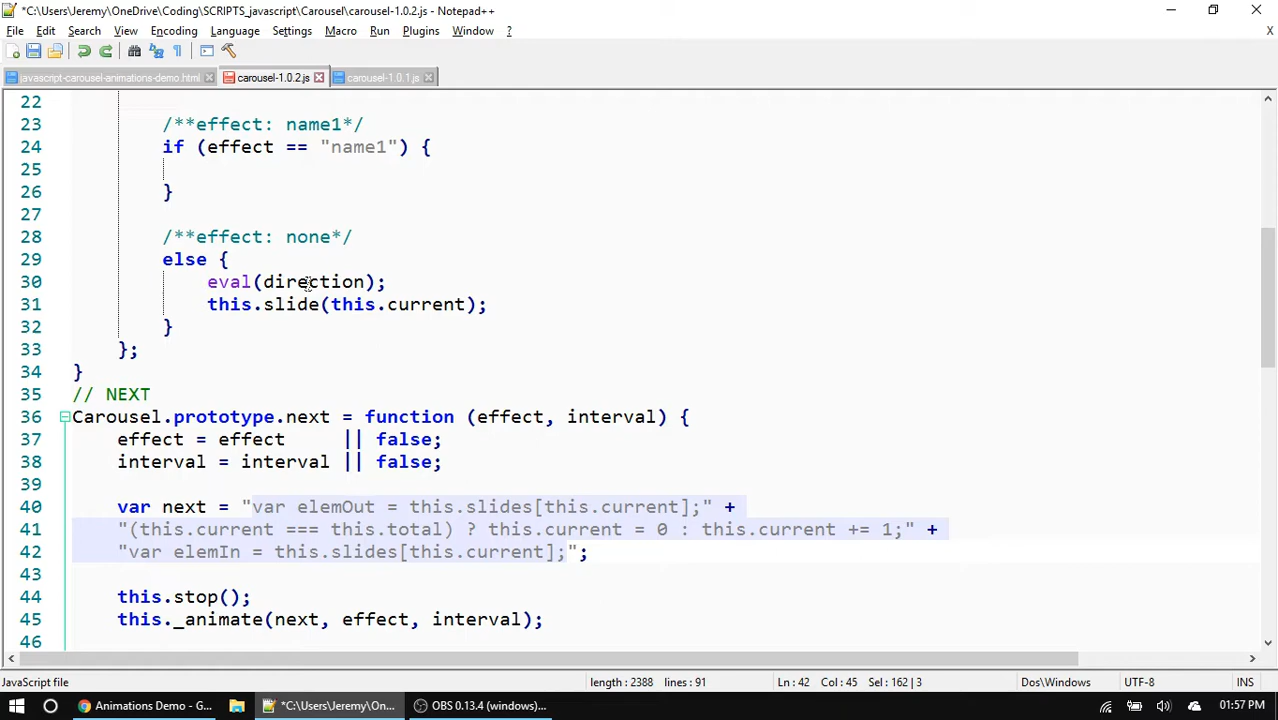 *C:\Users\Jeremy\OneDrive\Coding\SCRIPTS_javascript\Carousel\carousel-1.0.2.js - Notepad++
File Edit Search View Encoding Language Settings Macro Run Plugins Window ? X
javascript-carousel-animations-demo.html carousel-1.0.2.js carousel-1.0.1.js
22
23 /**effect: name1*/
24 if (effect == "name1") {
25
26 }
27
28 /**effect: none*/
29 else {
30 eval(direction);
31 this.slide(this.current);
32 }
33 };
34 }
35 // NEXT
36 Carousel.prototype.next = function (effect, interval) {
37 effect = effect || false;
38 interval = interval || false;
39
40 var next = "var elemOut = this.slides[this.current];" +
41 "(this.current === this.total) ? this.current = 0 : this.current += 1;" +
42 "var elemIn = this.slides[this.current];";
43
44 this.stop();
45 this._animate(next, effect, interval);
46
JavaScript file length : 2388 lines : 91 Ln : 42 Col : 45 Sel : 162 | 3 Dos\Windows UTF-8 INS
Animations Demo - G... *C:\Users\Jeremy\On... OBS 0.13.4 (windows)... 01:57 PM